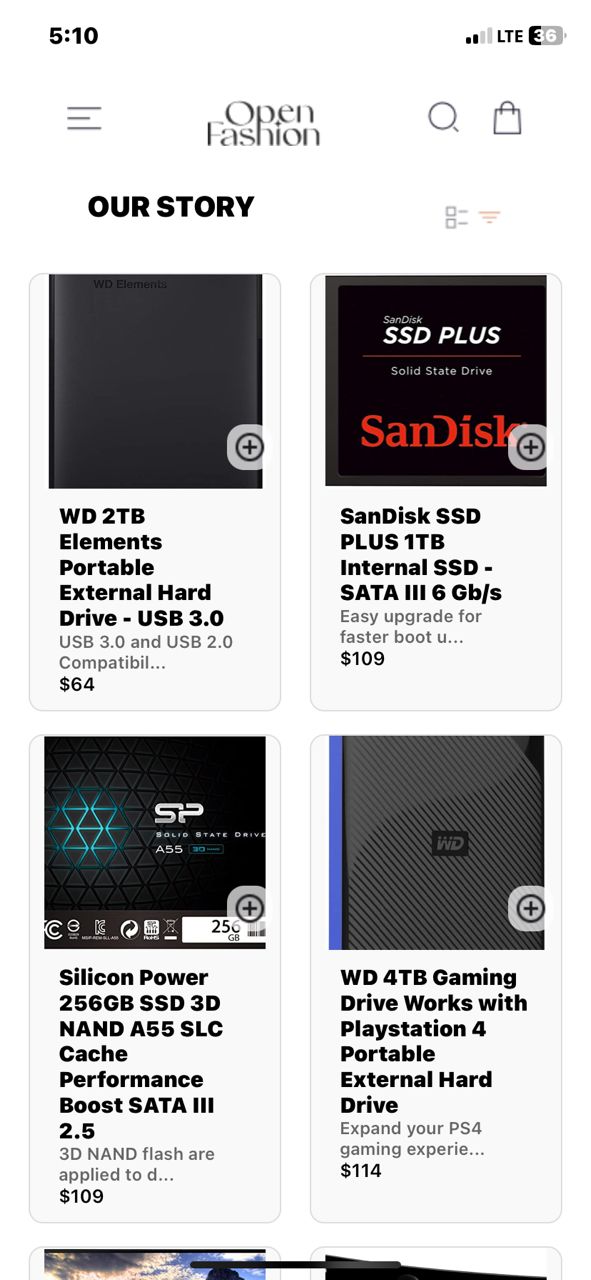 5:10
LTE 36
Open
Fashion
OUR STORY
WD Elements
SanDisk
SSD PLUS
Solid State Drive
SanDisk
WD 2TB
Elements
Portable
External Hard
Drive - USB 3.0
USB 3.0 and USB 2.0
Compatibil...
$64
SanDisk SSD
PLUS 1TB
Internal SSD -
SATA III 6 Gb/s
Easy upgrade for
faster boot u...
$109
SP
SOLID STATE DRIVE
A55 3D NAND
RoHS
256
GB
WD
Silicon Power
256GB SSD 3D
NAND A55 SLC
Cache
Performance
Boost SATA III
2.5
3D NAND flash are
applied to d...
$109
WD 4TB Gaming
Drive Works with
Playstation 4
Portable
External Hard
Drive
Expand your PS4
gaming experie...
$114